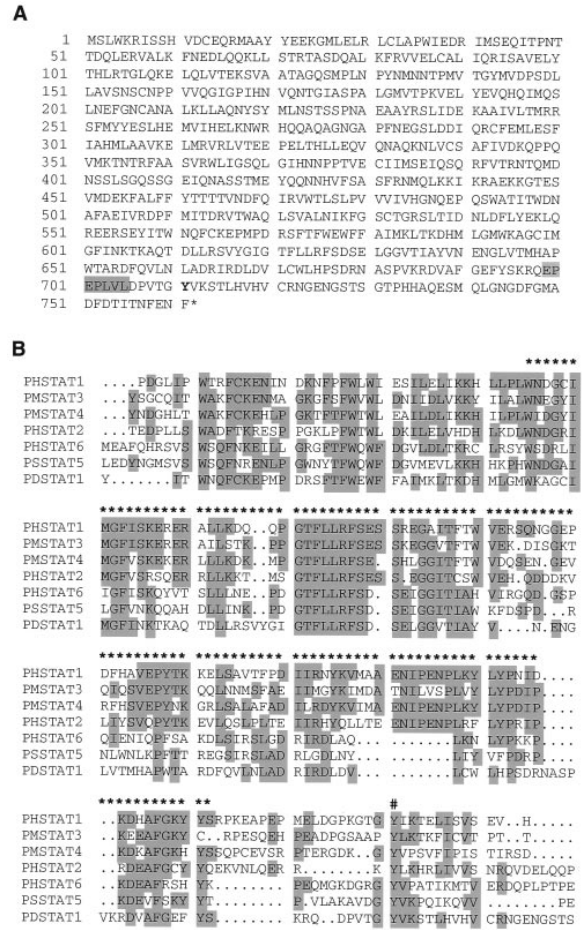 A
1 MSLWKRISSH VDCEQRMAAY YEEKGMLELR LCLAPWIEDR IMSEQITPNT
51 TDQLERVALK FNEDLQQKLL STRTASDQAL KFRVVELCAL IQRISAVELY
101 THLRTGLQKE LQLVTEKSVA ATAGQSMPLN PYNMNNTPMV TGYMVDPSDL
151 LAVSNSCNPP VVQGIGPIHN VQNTGIASPA LGMVTPKVEL YEVQHQIMQS
201 LNEFGNCANA LKLLAQNYSY MLNSTSSPNA EAAYRSLIDE KAAIVLTMRR
251 SFMYYESLHE MVIHELKNWR HQQAQAGNGA PFNEGSLDDI QRCFEMLESF
301 IAHMLAAVKE LMRVRLVTEE PELTHLLEQV QNAQKNLVCS AFIVDKQPPQ
351 VMKTNTRFAA SVRWLIGSQL GIHNNPPTVE CIIMSEIQSQ RFVTRNTQMD
401 NSSLSGQSSG EIQNASSTME YQQNNHVFSA SFRNMQLKKI KRAEKKGTES
451 VMDEKFALFF YTTTTVNDFQ IRVWTLSLPV VVIVHGNQEP QSWATITWDN
501 AFAEIVRDPF MITDRVTWAQ LSVALNIKFG SCTGRSLTID NLDFLYEKLQ
551 REERSEYITW NQFCKEPMPD RSFTFWEWFF AIMKLTKDHM LGMWKAGCIM
601 GFINKTKAQT DLLRSVYGIG TFLLRFSDSE LGGVTIAYVN ENGLVTMHAP
651 WTARDFQVLN LADRIRDLDV LCWLHPSDRN ASPVKRDVAF GEFYSKRQEP
701 EPLVLDPVTG YVKSTLHVHV CRNGENGSTS GTPHHAQESM QLGNGDFGMA
751 DFDTITNFEN F*
B
******
PHSTAT1 ....PDGLIP WTRFCKENIN DKNFPFWLWI ESILELIKKH LLPLWNDGCI
PMSTAT3 ...YSGCQIT WAKFCKENMA GKGFSFWVWL DNIIDLVKKY ILALWNEGYI
PMSTAT4 ...YNDGHLT WAKFCKEHLP GKTFTFWTWL EAILDLIKKH ILPLWIDGYI
PHSTAT2 ....TEDPLLS WADFTKRESP PGKLPFWTWL DKILELVHDH LKDLWNDGRI
PHSTAT6 MEAFQHRSVS WSQFNKEILL GRGFTFWQWF DGVLDLTKRC LRSYWSDRLI
PSSTAT5 LEDYNGMSVS WSQFNRENLP GWNYTFWQWF DGVMEVLKKH HKPHWNDGAI
PDSTAT1 Y.......IT WNQFCKEPMP DRSFTFWEWF FAIMKLTKDH MLGMWKAGCI
********** ********** ********** ********** **********
PHSTAT1 MGFISKERER ALLKDQ..QP GTFLLRFSES SREGAITFTW VERSQNGGEP
PMSTAT3 MGFISKERER AILSTK..PP GTFLLRFSES SKEGGVTFTW VEK.DISGKT
PMSTAT4 MGFVSKEKER LLLKDK..MP GTFLLRFSES .SHLGGITFTW VDQSEN.GEV
PHSTAT2 MGFVSRSQER RLLKKT..MS GTFLLRFSES .SEGGITCSW VEH.QDDDKV
PHSTAT6 IGFISKQYVT SLLLNE..PD GTFLLRFSD. SEIGGITIAH VIRGQD.GSP
PSSTAT5 LGFVNKQQAH DLLINK..PD GTFLLRFSD. SEIGGITIAW KFDSPD..R
PDSTAT1 MGFINKTKAQ TDLLRSVYGI GTFLLRFSD. SELGGVTIAY V...N.ENG
********** ********** ********** ********** ******
PHSTAT1 DFHAVEPYTK KELSAVTFPD IIRNYKVMAA ENIPENPLKY LYPNID....
PMSTAT3 QIQSVEPYTK QQLNNMSFAE IIMGYKIMDA TNILVSPLVY LYPDIP....
PMSTAT4 RFHSVEPYNK GRLSALAFAD ILRDYKVIMA ENIPENPLKY LYPDIP....
PHSTAT2 LIYSVQPYTK EVLQSLPLTE IIRHYQLLTE ENIPENPLRF LYPRIP....
PHSTAT6 QIENIQPFSA KDLSIRSLGD RIRDLAQ... .......LKN LYPKKP....
PSSTAT5 NLWNLKPFTT REGSIRSLAD RLGDLNY... .......LIY VFPDRP....
PDSTAT1 LVTMHAPWTA RDFQVLNLAD RIRDLDV... .......LCW LHPSDRNASP
********** ** #
PHSTAT1 ..KDHAFGKY YSRPKEAPEP MELDGPKGTG YIKTELISVS EV..H.
PMSTAT3 ..KEEAFGKY C..RPESQEH PEADPGSAAP YLKTKFICVT PT..T.
PMSTAT4 ..DKAFGKH YSSQPCEVSR PTERGDK..G YVPSVFIPIS TIRSD.
PHSTAT2 ..RDEAFGCY YQEKVNLQER R.......K YLKHRLIVVS NRQVDELQQP
PHSTAT6 ..KDEAFRSH YK........ PEQMGKDGRG YVPATIKMTV ERDQPLPTPE
PSSTAT5 ..KDEVFSKY YT........ P.VLAKAVDG YVKPQIKQVV PE
PDSTAT1 VKRDVAFGEF YS........ KRQ..DPVTG YVKSTLHVHV CRNGENGSTS